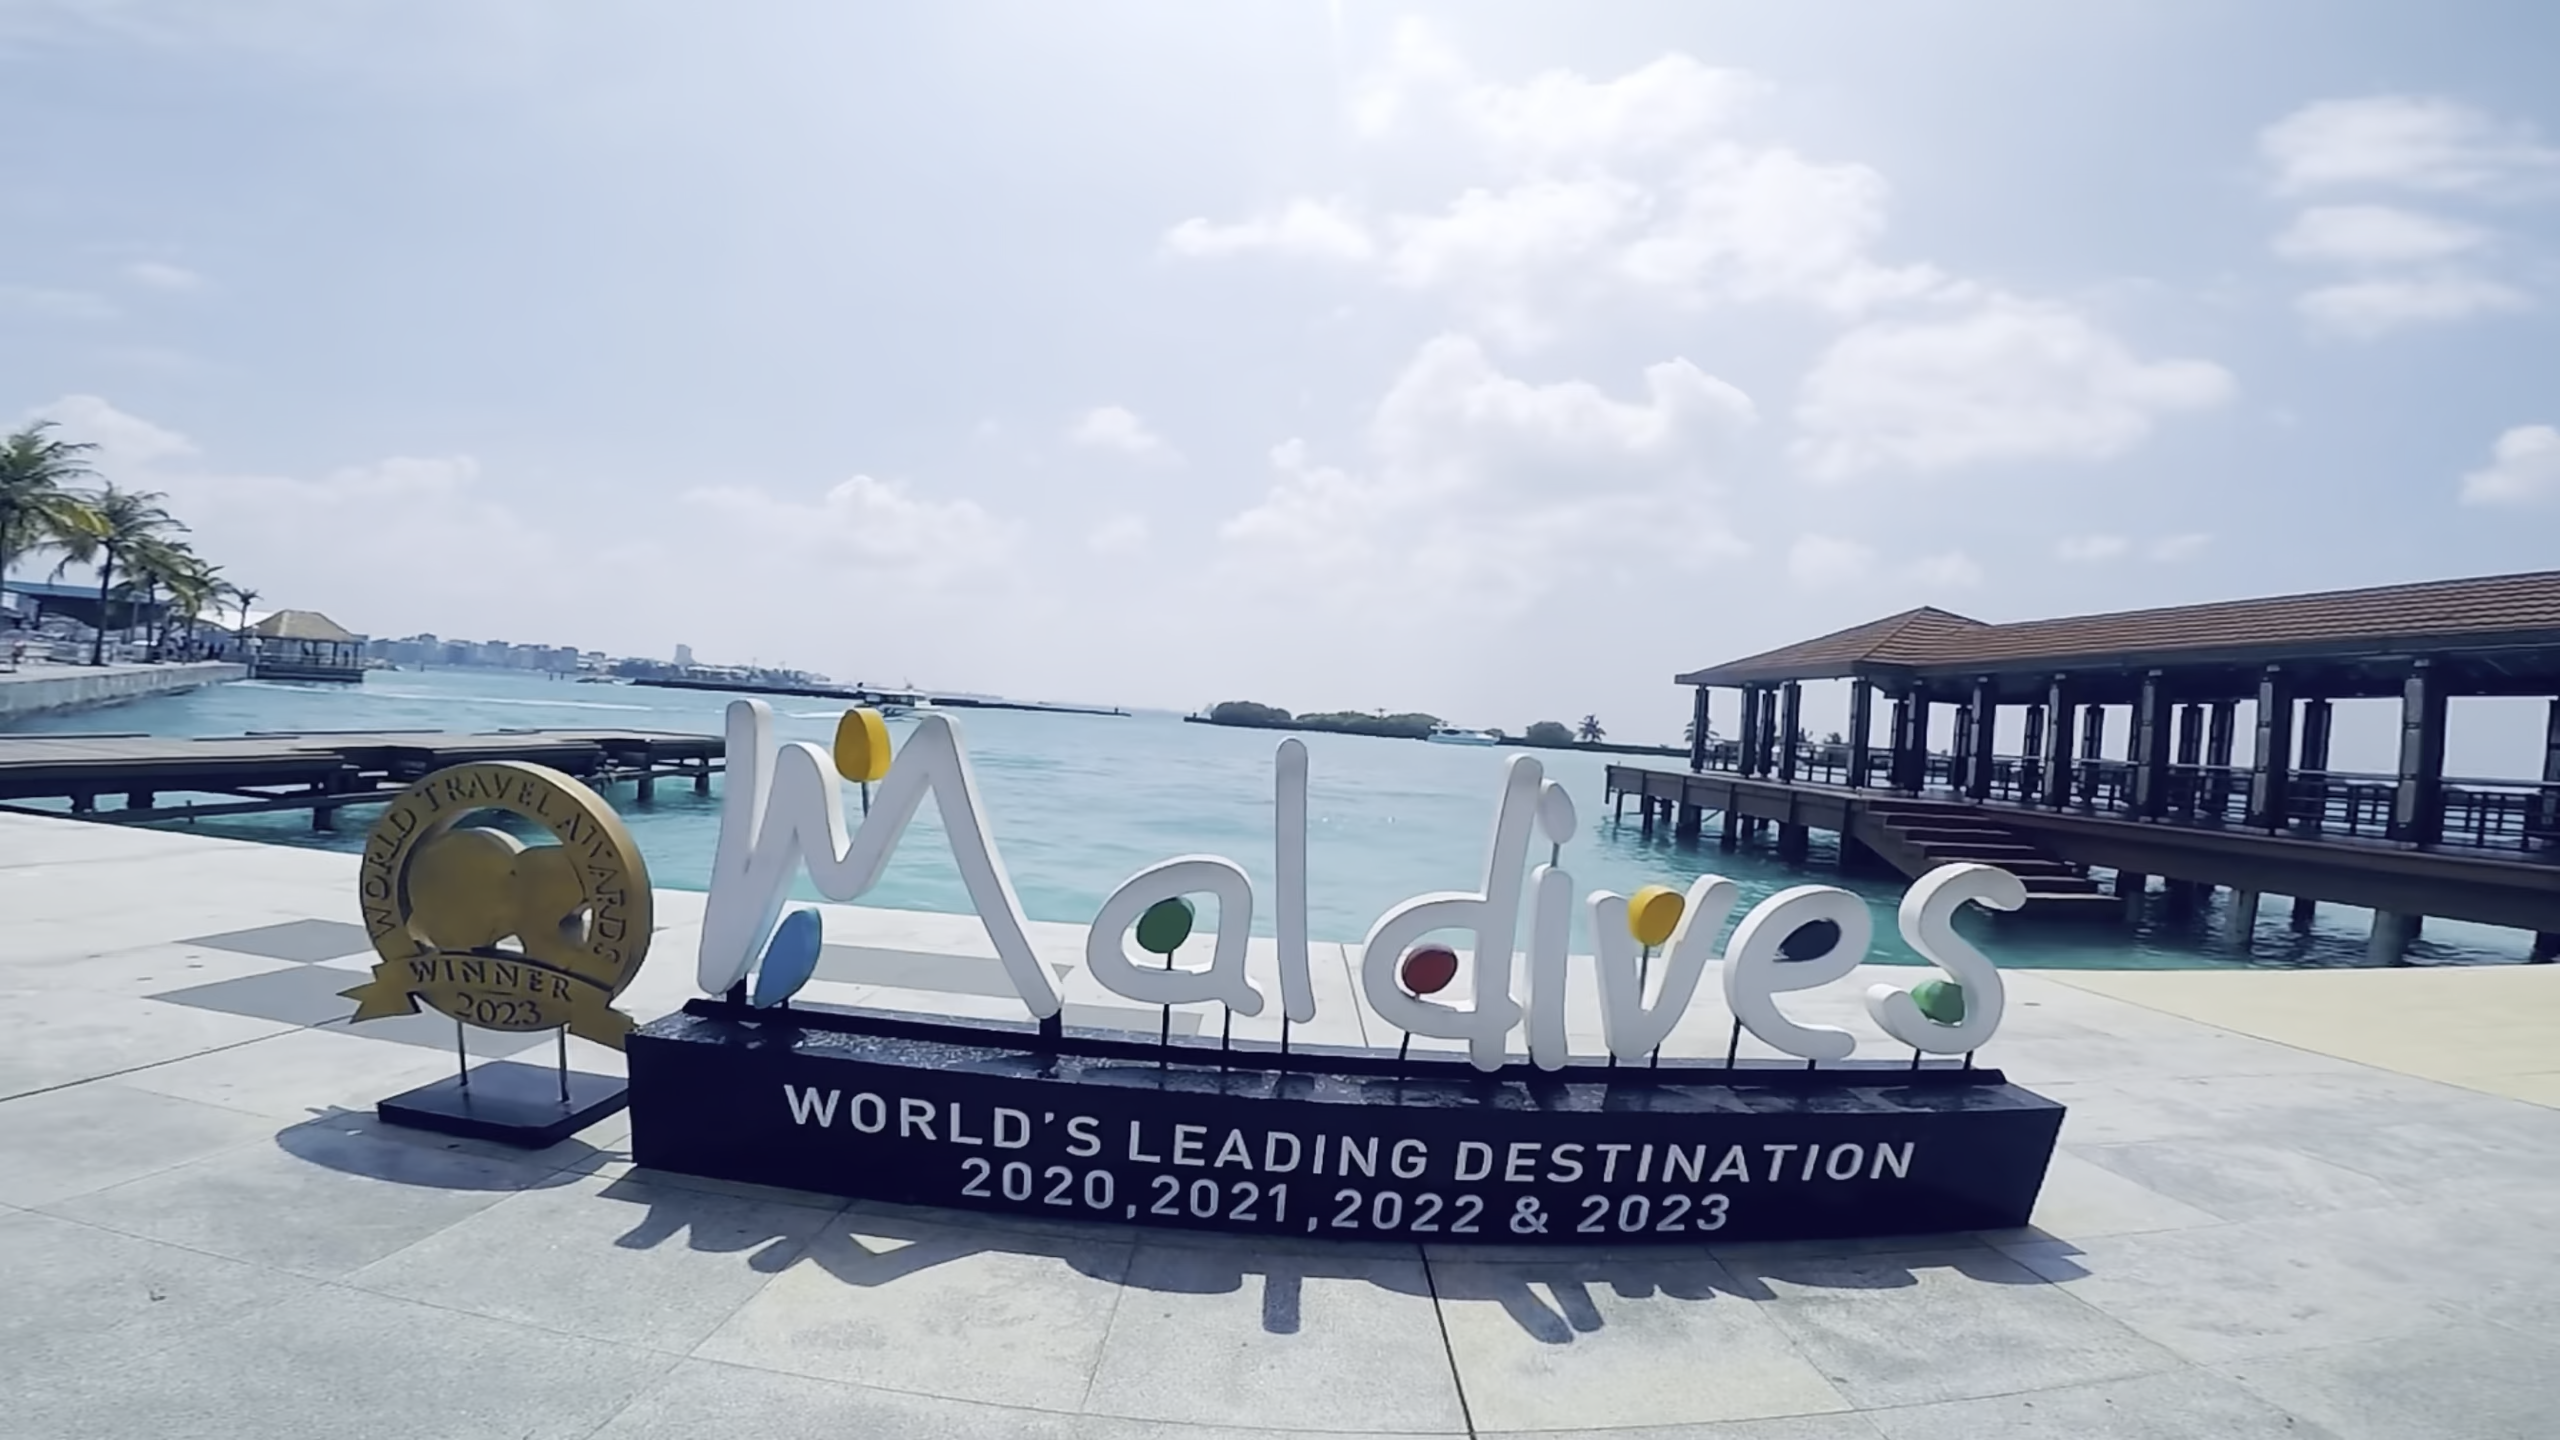 WORLD TRAVEL AWARDS
WINNER
2023
Maldives
WORLD'S LEADING DESTINATION
2020,2021,2022 & 2023